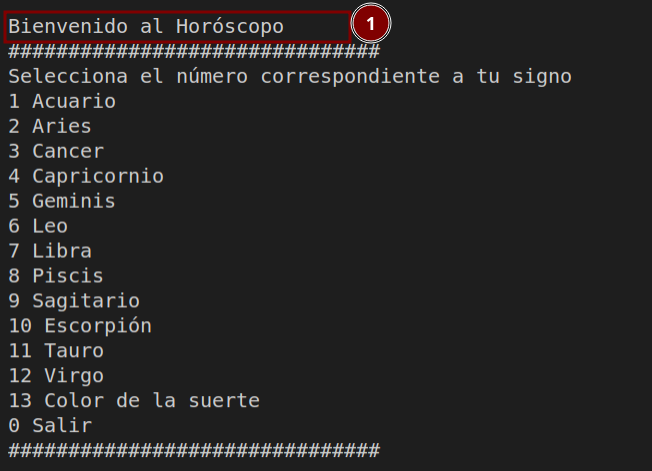 Bienvenido al Horóscopo
1
###############################
Selecciona el número correspondiente a tu signo
1 Acuario
2 Aries
3 Cancer
4 Capricornio
5 Geminis
6 Leo
7 Libra
8 Piscis
9 Sagitario
10 Escorpión
11 Tauro
12 Virgo
13 Color de la suerte
0 Salir
###############################